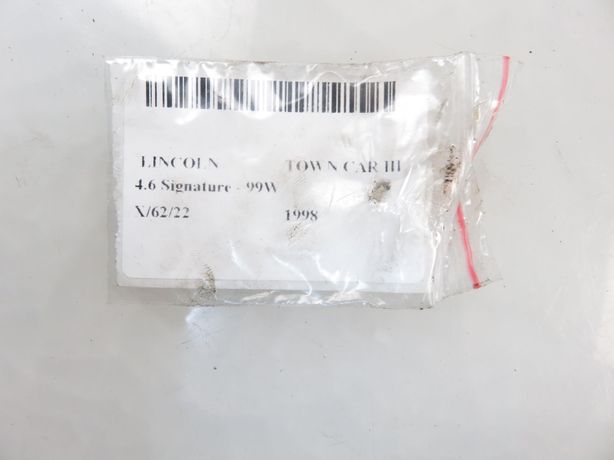 LINCOLN TOWN CAR III
4.6 Signature - 99W
X/62/22 1998